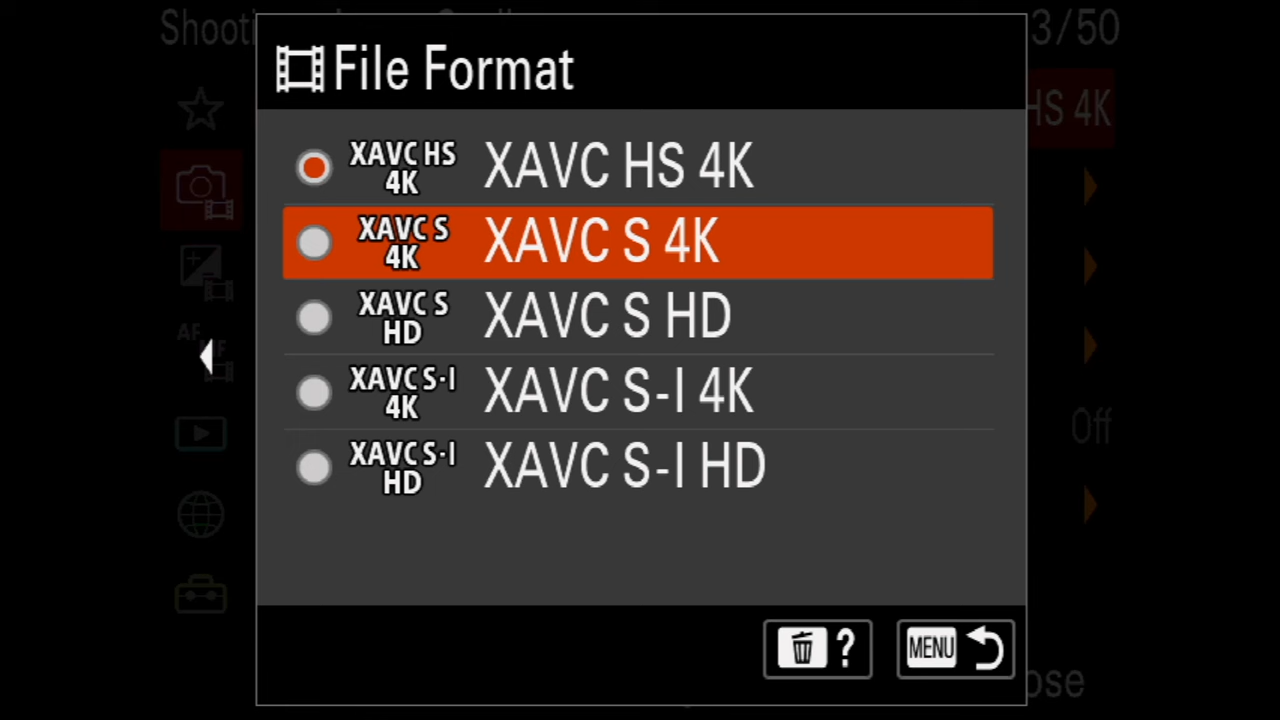 3/50
File Format
HS 4K
XAVC HS
4K
XAVC HS 4K
XAVC S
4K
XAVC S 4K
XAVC S
HD
XAVC S HD
XAVC S-I
4K
XAVC S-I 4K
Off
XAVC S-I
HD
XAVC S-I HD
?
MENU